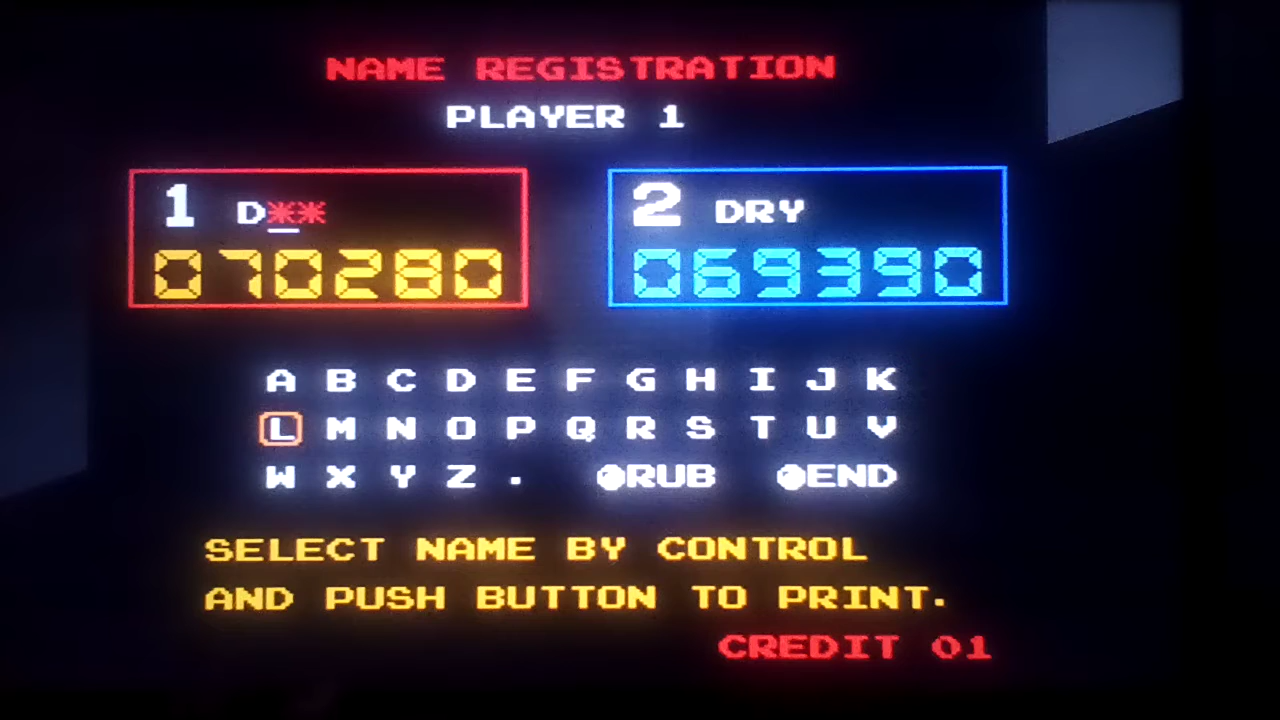 NAME REGISTRATION
PLAYER 1
1 D**
070280
2 DRY
069390
A B C D E F G H I J K
L M N O P Q R S T U V
W X Y Z . RUB END
SELECT NAME BY CONTROL
AND PUSH BUTTON TO PRINT.
CREDIT 01